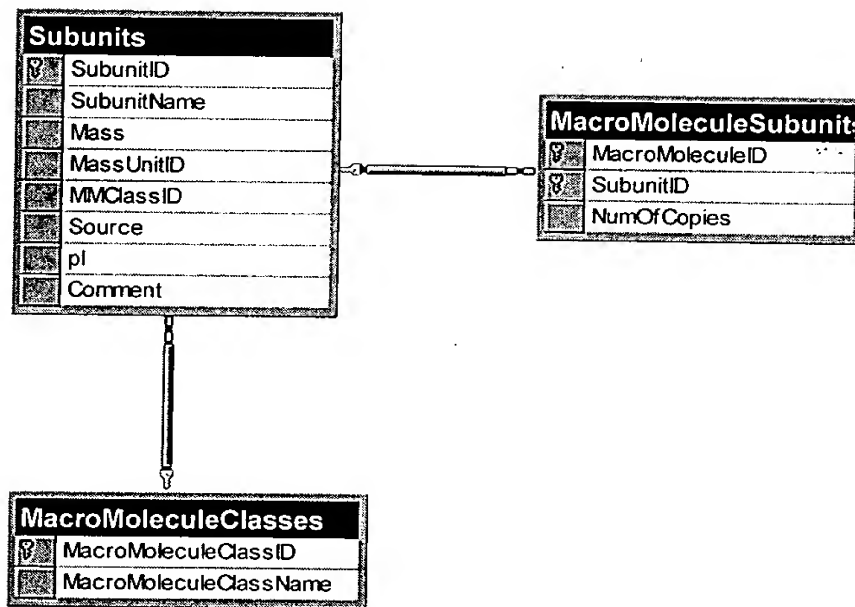 Subunits
SubunitID
SubunitName
Mass
MassUnitID
MMClassID
Source
pI
Comment
MacroMoleculeSubunits
MacroMoleculeID
SubunitID
NumOfCopies
MacroMoleculeClasses
MacroMoleculeClassID
MacroMoleculeClassName